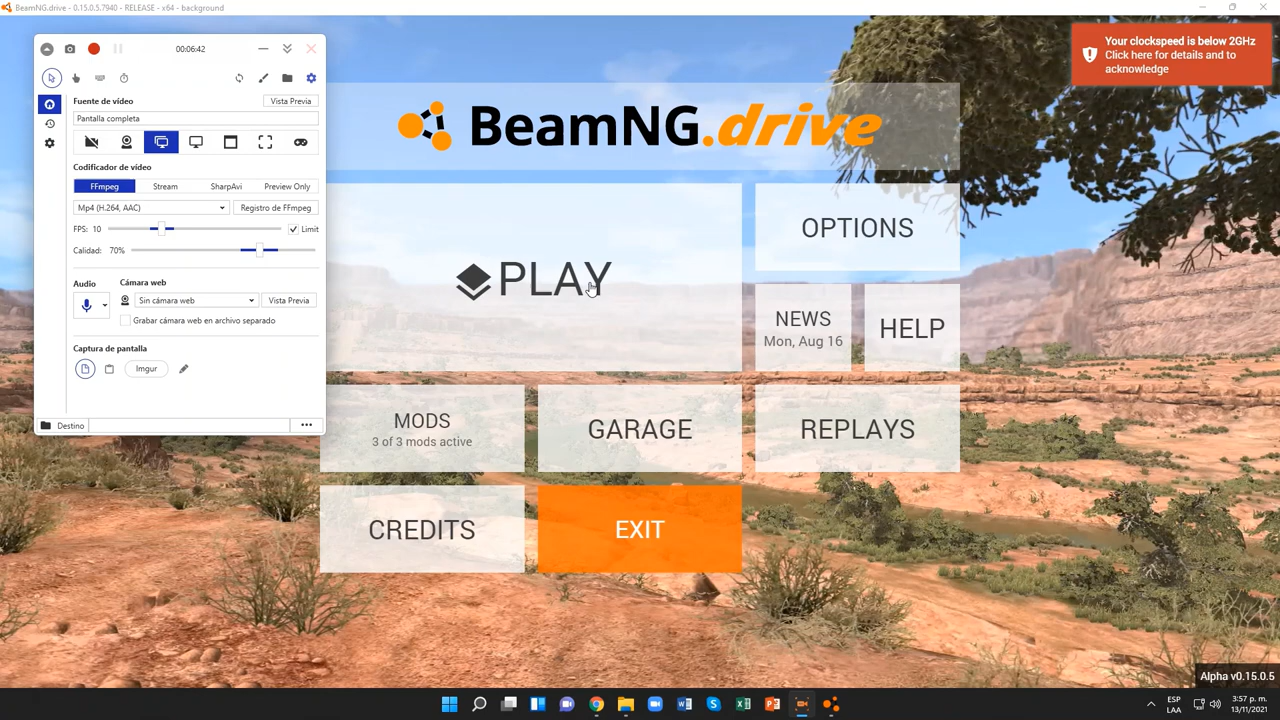 BeamNG.drive - 0.15.0.5.7940 - RELEASE - x64 - background
00:06:42
Fuente de vídeo
Vista Previa
Pantalla completa
Codificador de vídeo
FFmpeg
Stream
SharpAvi
Preview Only
Mp4 (H.264, AAC)
Registro de FFmpeg
FPS: 10
Limit
Calidad: 70%
Audio
Cámara web
Sin cámara web
Vista Previa
Grabar cámara web en archivo separado
Captura de pantalla
Imgur
Destino
Your clockspeed is below 2GHz
Click here for details and to
acknowledge
BeamNG.drive
PLAY
OPTIONS
NEWS
Mon, Aug 16
HELP
MODS
3 of 3 mods active
GARAGE
REPLAYS
CREDITS
EXIT
Alpha v0.15.0.5
ESP
LAA
3:57 p. m.
13/11/2021